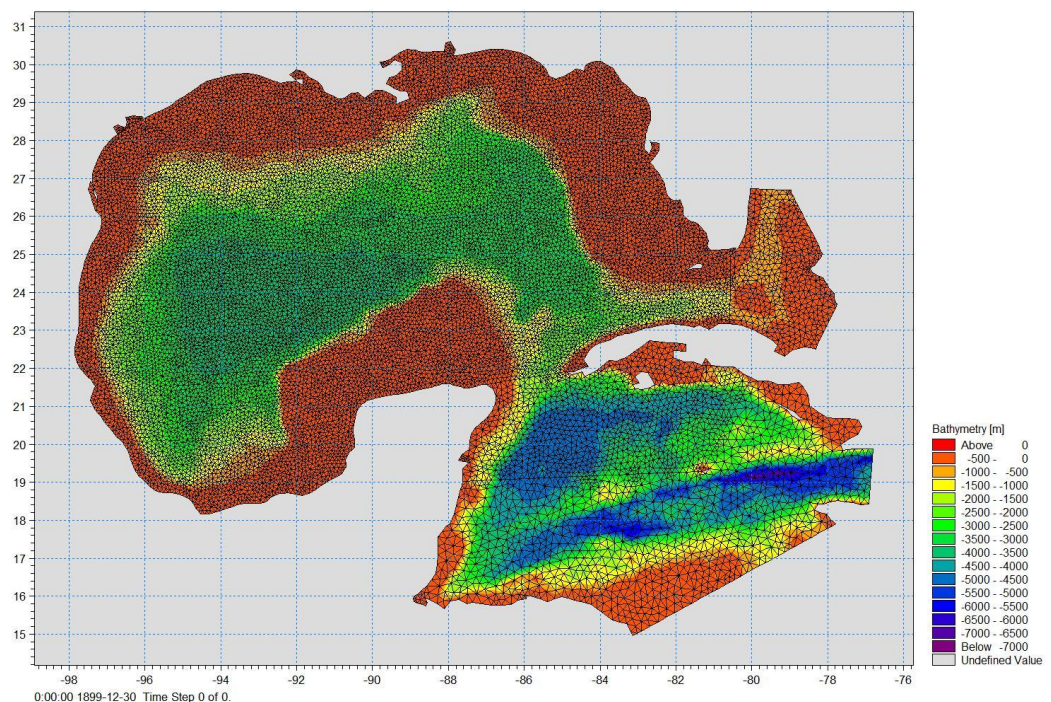 31
30
29
28
27
26
25
24
23
22
21
20
19
18
17
16
15
-98 -96 -94 -92 -90 -88 -86 -84 -82 -80 -78 -76
Bathymetry [m]
Above 0
-500 - 0
-1000 - -500
-1500 - -1000
-2000 - -1500
-2500 - -2000
-3000 - -2500
-3500 - -3000
-4000 - -3500
-4500 - -4000
-5000 - -4500
-5500 - -5000
-6000 - -5500
-6500 - -6000
-7000 - -6500
Below -7000
Undefined Value
0:00:00 1899-12-30 Time Step 0 of 0.